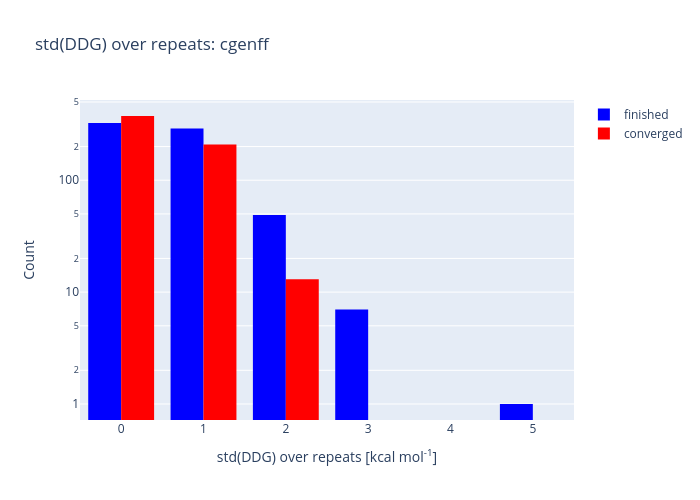 std(DDG) over repeats: cgenff
finished
converged
5
2
100
5
2
10
5
2
1
Count
0 1 2 3 4 5
std(DDG) over repeats [kcal mol⁻¹]